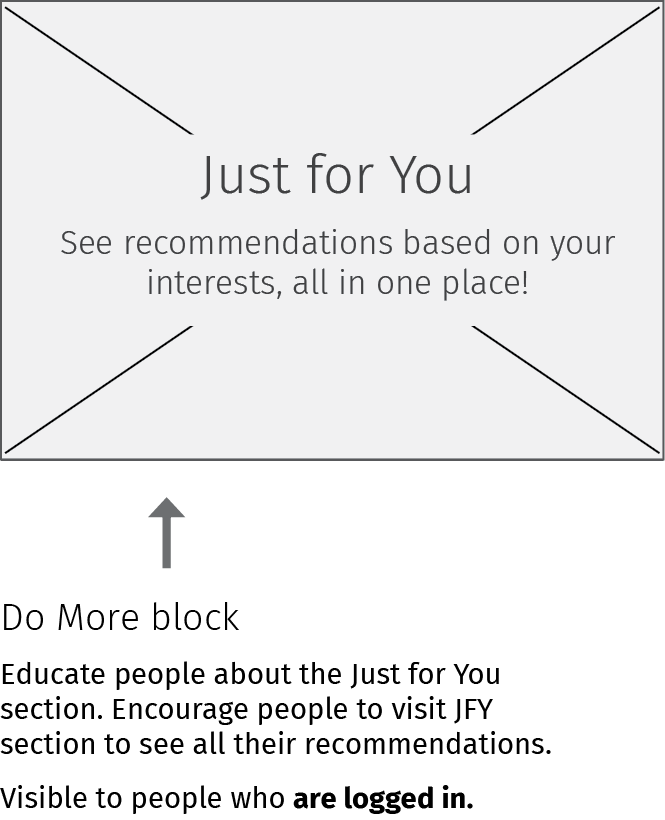 Just for You
See recommendations based on your
interests, all in one place!
Do More block
Educate people about the Just for You
section. Encourage people to visit JFY
section to see all their recommendations.
Visible to people who are logged in.